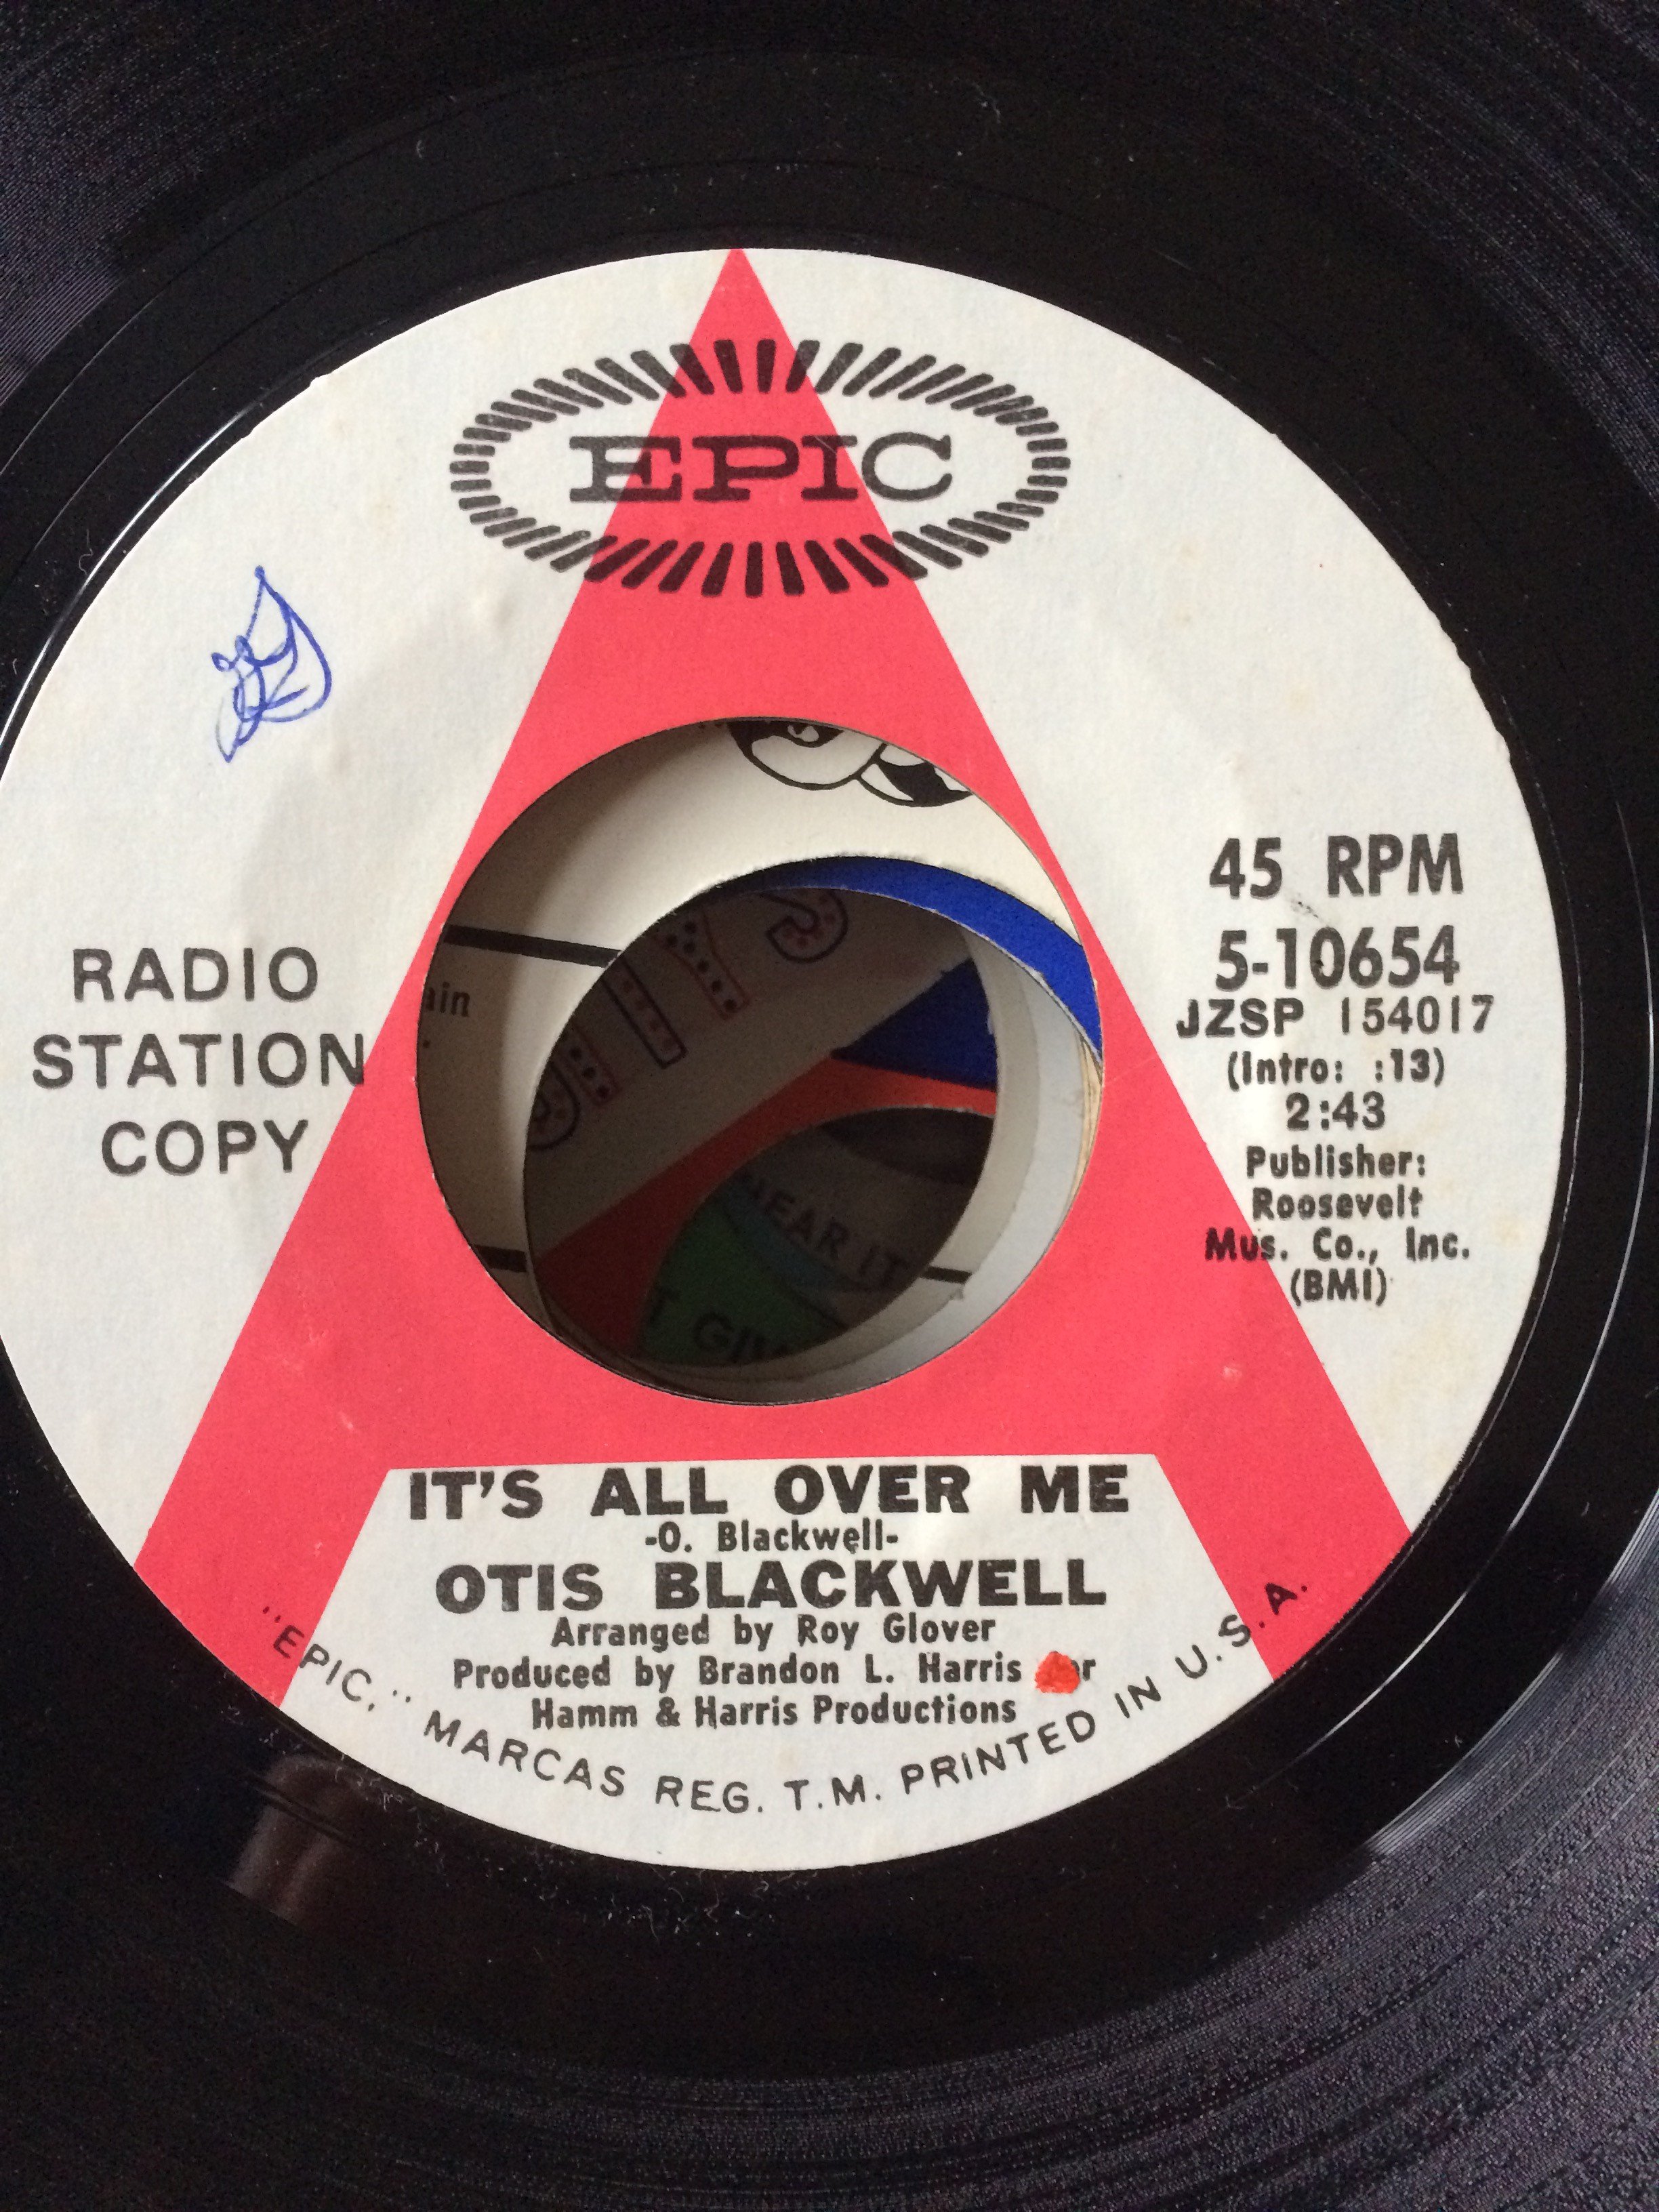 EPIC
RADIO
STATION
COPY
45 RPM
5-10654
JZSP 154017
(Intro: :13)
2:43
Publisher:
Roosevelt
Mus. Co., Inc.
(BMI)
IT'S ALL OVER ME
-O. Blackwell-
OTIS BLACKWELL
Arranged by Roy Glover
Produced by Brandon L. Harris
Hamm & Harris Productions
"EPIC," MARCAS REG. T.M. PRINTED IN U.S.A.
HEAR IT